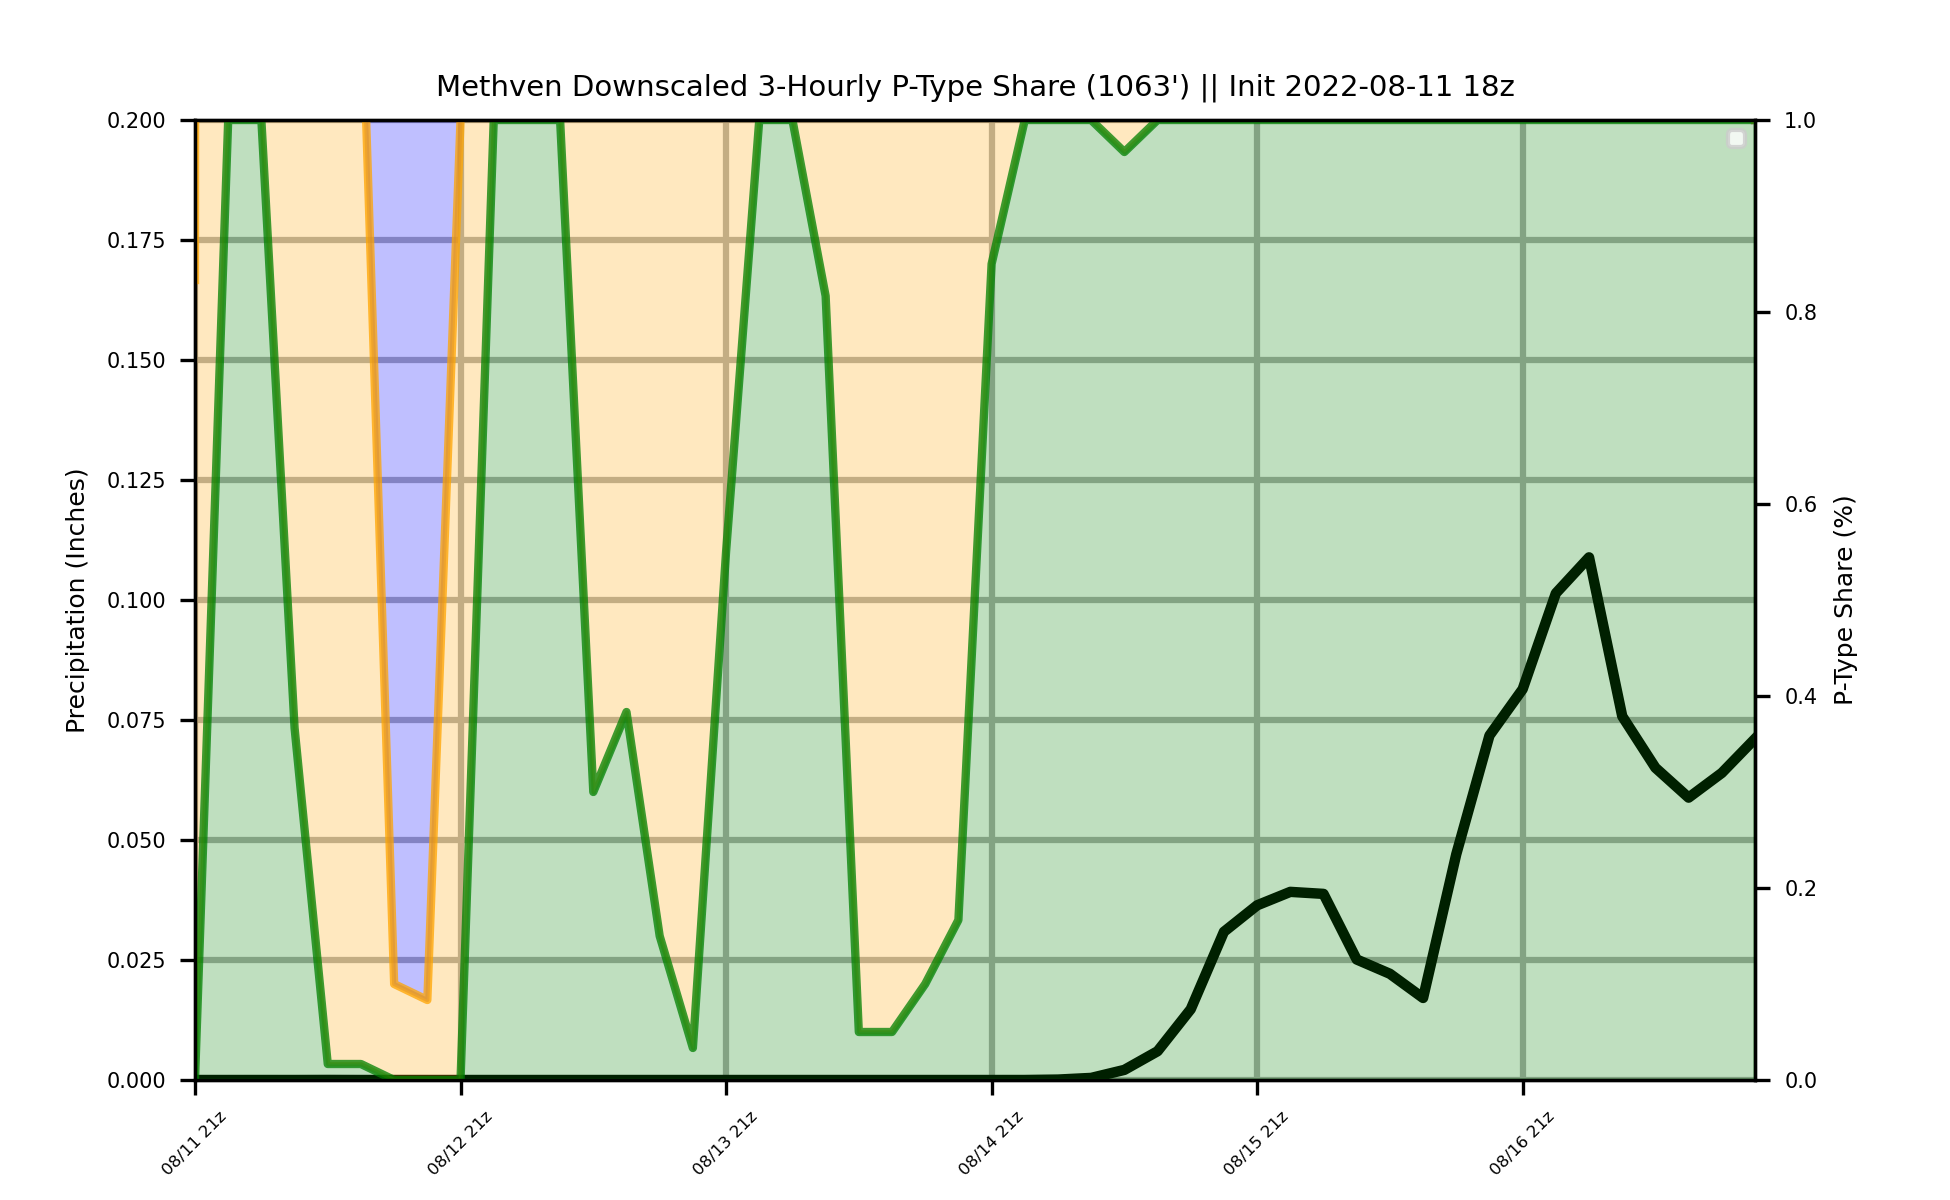 Methven Downscaled 3-Hourly P-Type Share (1063') || Init 2022-08-11 18z
0.200
0.175
0.150
0.125
0.100
0.075
0.050
0.025
0.000
Precipitation (Inches)
1.0
0.8
0.6
0.4
0.2
0.0
P-Type Share (%)
08/11 21z
08/12 21z
08/13 21z
08/14 21z
08/15 21z
08/16 21z